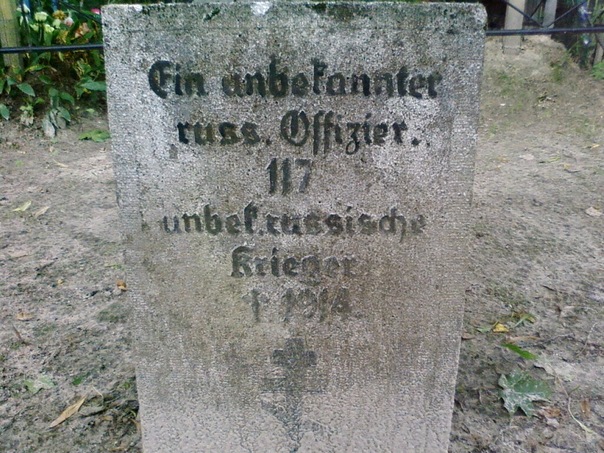 Ein unbekannter
russ. Offizier.
117
unbek. russische
Krieger
† 1914